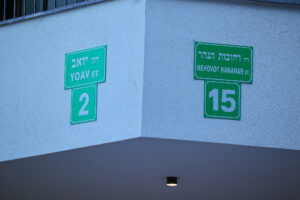 רח' יואב
YOAV ST.
2
רח' רחובות הנהר
REHOVOT HANAHAR ST.
15